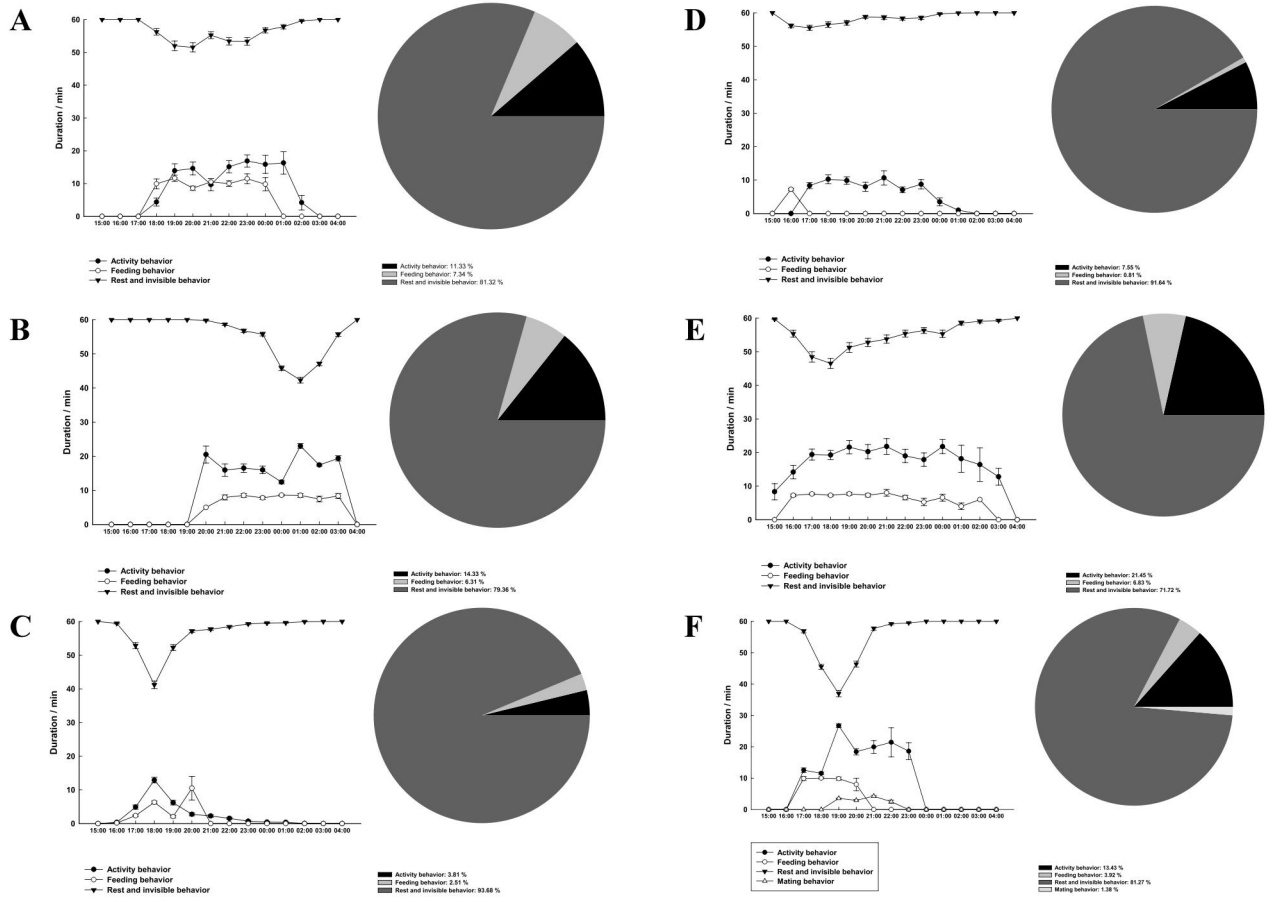 A
60
50
40
30
20
10
0
Duration / min
15:00 16:00 17:00 18:00 19:00 20:00 21:00 22:00 23:00 00:00 01:00 02:00 03:00 04:00
Activity behavior
Feeding behavior
Rest and invisible behavior
Activity behavior: 11.33 %
Feeding behavior: 7.34 %
Rest and invisible behavior: 81.32 %
B
60
50
40
30
20
10
0
Duration / min
15:00 16:00 17:00 18:00 19:00 20:00 21:00 22:00 23:00 00:00 01:00 02:00 03:00 04:00
Activity behavior
Feeding behavior
Rest and invisible behavior
Activity behavior: 14.33 %
Feeding behavior: 6.31 %
Rest and invisible behavior: 79.36 %
C
60
50
40
30
20
10
0
Duration / min
15:00 16:00 17:00 18:00 19:00 20:00 21:00 22:00 23:00 00:00 01:00 02:00 03:00 04:00
Activity behavior
Feeding behavior
Rest and invisible behavior
Activity behavior: 3.81 %
Feeding behavior: 2.51 %
Rest and invisible behavior: 93.68 %
D
60
50
40
30
20
10
0
Duration / min
15:00 16:00 17:00 18:00 19:00 20:00 21:00 22:00 23:00 00:00 01:00 02:00 03:00 04:00
Activity behavior
Feeding behavior
Rest and invisible behavior
Activity behavior: 7.55 %
Feeding behavior: 0.81 %
Rest and invisible behavior: 91.64 %
E
60
50
40
30
20
10
0
Duration / min
15:00 16:00 17:00 18:00 19:00 20:00 21:00 22:00 23:00 00:00 01:00 02:00 03:00 04:00
Activity behavior
Feeding behavior
Rest and invisible behavior
Activity behavior: 21.45 %
Feeding behavior: 6.83 %
Rest and invisible behavior: 71.72 %
F
60
50
40
30
20
10
0
Duration / min
15:00 16:00 17:00 18:00 19:00 20:00 21:00 22:00 23:00 00:00 01:00 02:00 03:00 04:00
Activity behavior
Feeding behavior
Rest and invisible behavior
Mating behavior
Activity behavior: 13.43 %
Feeding behavior: 3.92 %
Rest and invisible behavior: 81.27 %
Mating behavior: 1.38 %